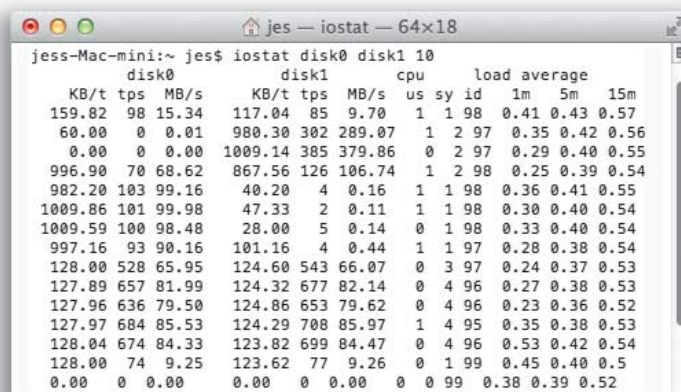 jes — iostat — 64×18
jess-Mac-mini:~ jes$ iostat disk0 disk1 10
disk0 disk1 cpu load average
KB/t tps MB/s KB/t tps MB/s us sy id 1m 5m 15m
159.82 98 15.34 117.04 85 9.70 1 1 98 0.41 0.43 0.57
60.00 0 0.01 980.30 302 289.07 1 2 97 0.35 0.42 0.56
0.00 0 0.00 1009.14 385 379.86 0 2 97 0.29 0.40 0.55
996.90 70 68.62 867.56 126 106.74 1 2 98 0.25 0.39 0.54
982.20 103 99.16 40.20 4 0.16 1 1 98 0.36 0.41 0.55
1009.86 101 99.98 47.33 2 0.11 1 1 98 0.30 0.40 0.54
1009.59 100 98.48 28.00 5 0.14 0 1 98 0.33 0.40 0.54
997.16 93 90.16 101.16 4 0.44 1 1 97 0.28 0.38 0.54
128.00 528 65.95 124.60 543 66.07 0 3 97 0.24 0.37 0.53
127.89 657 81.99 124.32 677 82.14 0 4 96 0.27 0.38 0.53
127.96 636 79.50 124.86 653 79.62 0 4 96 0.23 0.36 0.52
127.97 684 85.53 124.29 708 85.97 1 4 95 0.35 0.38 0.53
128.04 674 84.33 123.82 699 84.47 0 4 96 0.53 0.42 0.54
128.00 74 9.25 123.62 77 9.26 0 1 99 0.45 0.40 0.5
0.00 0 0.00 0.00 0 0.00 0 0 99 0.38 0.39 0.52